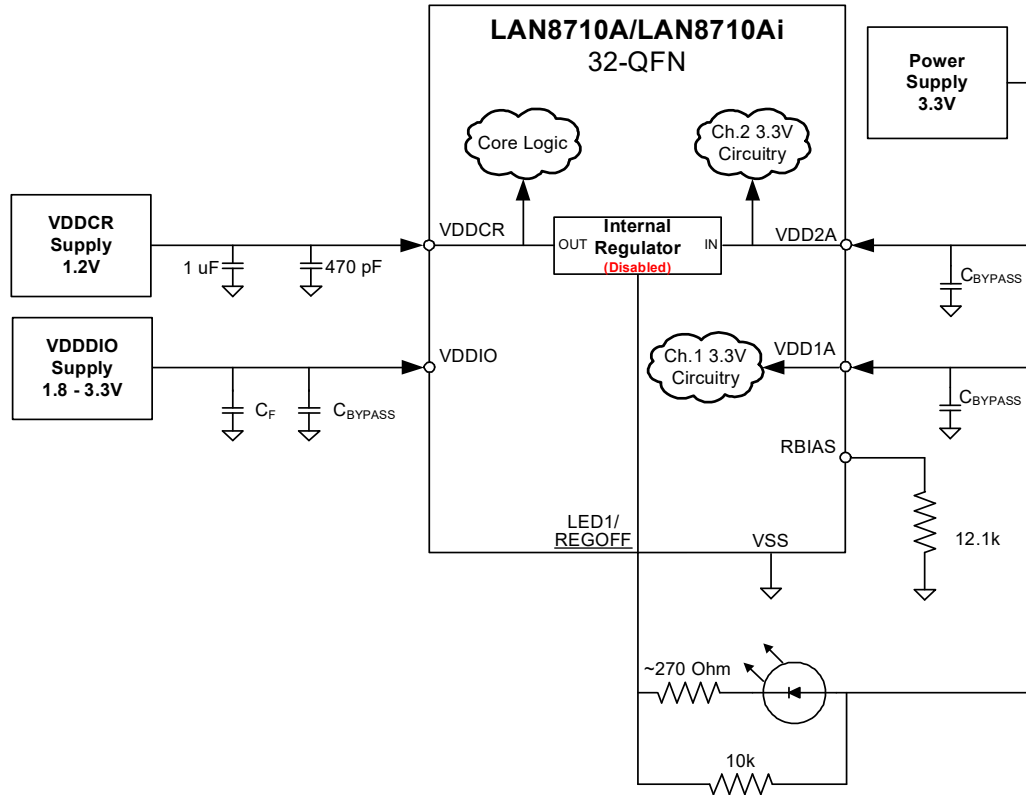 LAN8710A/LAN8710Ai
32-QFN
Power
Supply
3.3V
Core Logic
Ch.2 3.3V
Circuitry
VDDCR
Supply
1.2V
VDDCR
OUT
Internal
Regulator
(Disabled)
IN
VDD2A
1 uF
470 pF
CBYPASS
VDDDIO
Supply
1.8 - 3.3V
VDDIO
Ch.1 3.3V
Circuitry
VDD1A
CF
CBYPASS
CBYPASS
RBIAS
12.1k
LED1/
REGOFF
VSS
~270 Ohm
10k